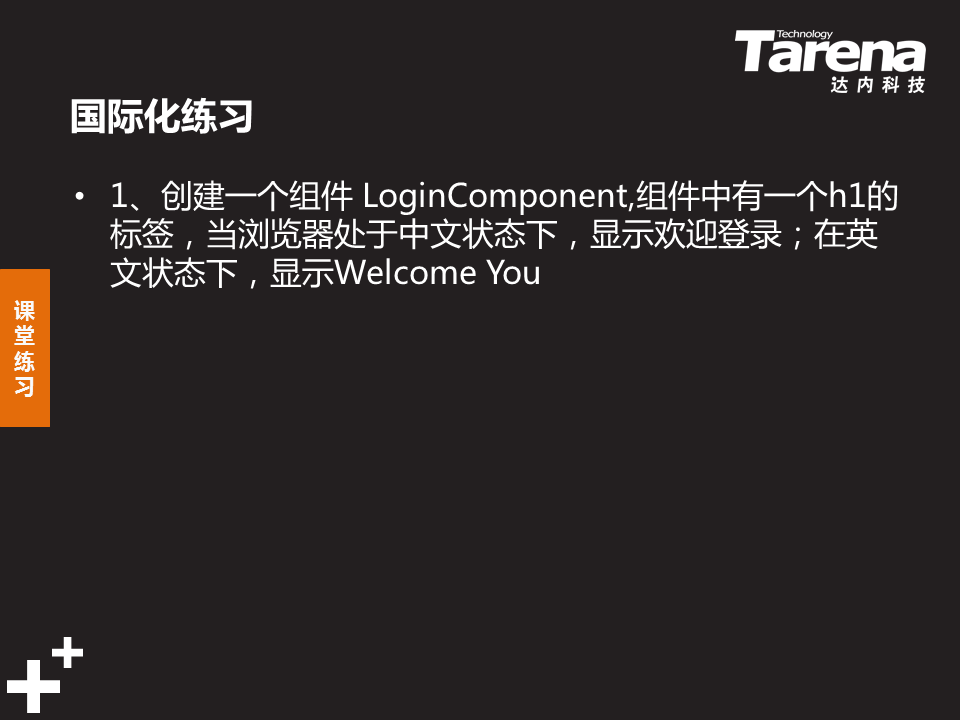 Technology
Tarena
达内科技
国际化练习
• 1、创建一个组件 LoginComponent,组件中有一个h1的
标签，当浏览器处于中文状态下，显示欢迎登录；在英
文状态下，显示Welcome You
课
堂
练
习